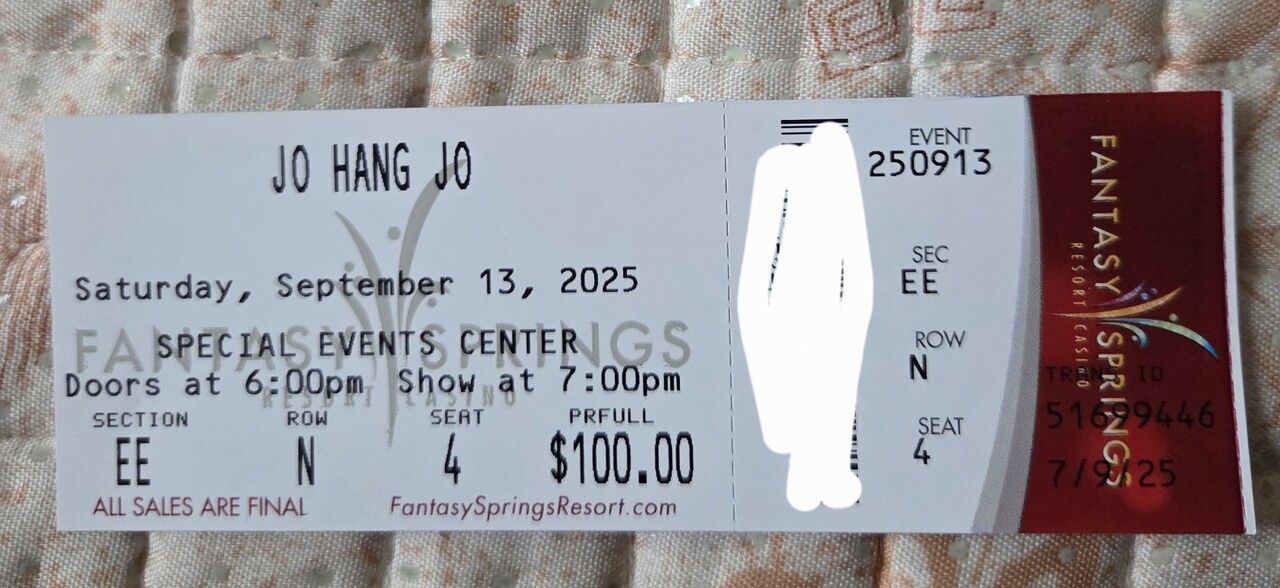 JO HANG JO
Saturday, September 13, 2025
FANTASY SPRINGS
SPECIAL EVENTS CENTER
Doors at 6:00pm Show at 7:00pm
RESORT CASINO
SECTION ROW SEAT PRFULL
EE N 4 $100.00
ALL SALES ARE FINAL FantasySpringsResort.com
EVENT
250913
SEC
EE
ROW
N
SEAT
4
FANTASY SPRINGS
RESORT CASINO
TRANS ID
51699446
7/9/25